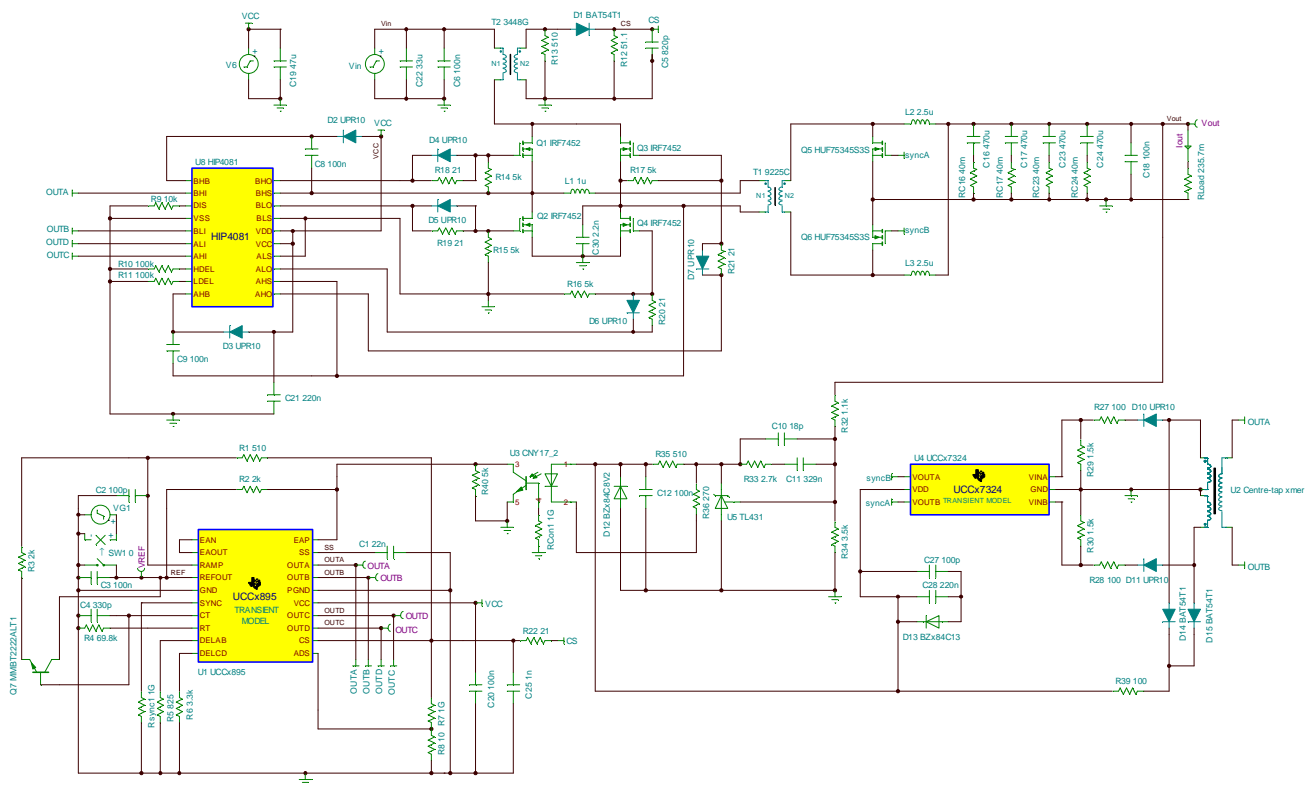 VCC
V6
+
C19 47u
Vin
Vin
+
C22 33u
C6 100n
T2 3448G
N1
N2
R13 510
D1 BAT54T1
CS
R12 51.1
CS
C5 820p
D2 UPR10
VCC
VCC
C8 100n
U8 HIP4081
HIP4081
BHB
BHI
DIS
VSS
BLI
ALI
AHI
HDEL
LDEL
AHB
BHO
BHS
BLO
BLS
VDD
VCC
ALS
ALO
AHS
AHO
OUTA
R9 10k
OUTB
OUTD
OUTC
R10 100k
R11 100k
D3 UPR10
C9 100n
C21 220n
D4 UPR10
R18 21
R14 5k
D5 UPR10
R19 21
R15 5k
Q1 IRF7452
Q2 IRF7452
Q3 IRF7452
R17 5k
L1 1u
Q4 IRF7452
C30 2.2n
R16 5k
D6 UPR10
R20 21
D7 UPR10
R21 21
T1 9225C
N1
N2
Q5 HUF75345S3S
syncA
Q6 HUF75345S3S
syncB
L2 2.5u
L3 2.5u
RC16 40m
C16 470u
RC17 40m
C17 470u
RC23 40m
C23 470u
RC24 40m
C24 470u
C18 100n
Vout
Vout
Iout
RLoad 235.7m
R1 510
R2 2k
C2 100p
VG1
+
SW1 0
C3 100n
VREF
REF
R3 2k
C4 330p
R4 69.8k
Q7 MMBT2222ALT1
Rsync1 1G
R5 825
R6 3.3k
EAN
EAOUT
RAMP
REFOUT
GND
SYNC
CT
RT
DELAB
DELCD
EAP
SS
OUTA
OUTB
PGND
VCC
OUTC
OUTD
CS
ADS
UCCx895
TRANSIENT
MODEL
U1 UCCx895
SS
C1 22n
OUTA
OUTA
OUTB
OUTB
VCC
OUTD
OUTD
OUTC
OUTC
OUTA
OUTB
OUTD
OUTC
R22 21
CS
C20 100n
C25 1n
R7 1G
R8 10
R40 5k
U3 CNY17_2
3
4
5
1
2
RCon1 1G
D12 BZx84C8V2
C12 100n
R35 510
R36 270
U5 TL431
R33 2.7k
C10 18p
C11 329n
R32 1.1k
R34 3.5k
U4 UCCx7324
UCCx7324
TRANSIENT MODEL
VOUTA
VDD
VOUTB
VINA
GND
VINB
syncB
syncA
C27 100p
C28 220n
D13 BZx84C13
R27 100
D10 UPR10
R29 1.5k
R30 1.5k
R28 100
D11 UPR10
D14 BAT54T1
D15 BAT54T1
R39 100
OUTA
U2 Centre-tap xmer
OUTB